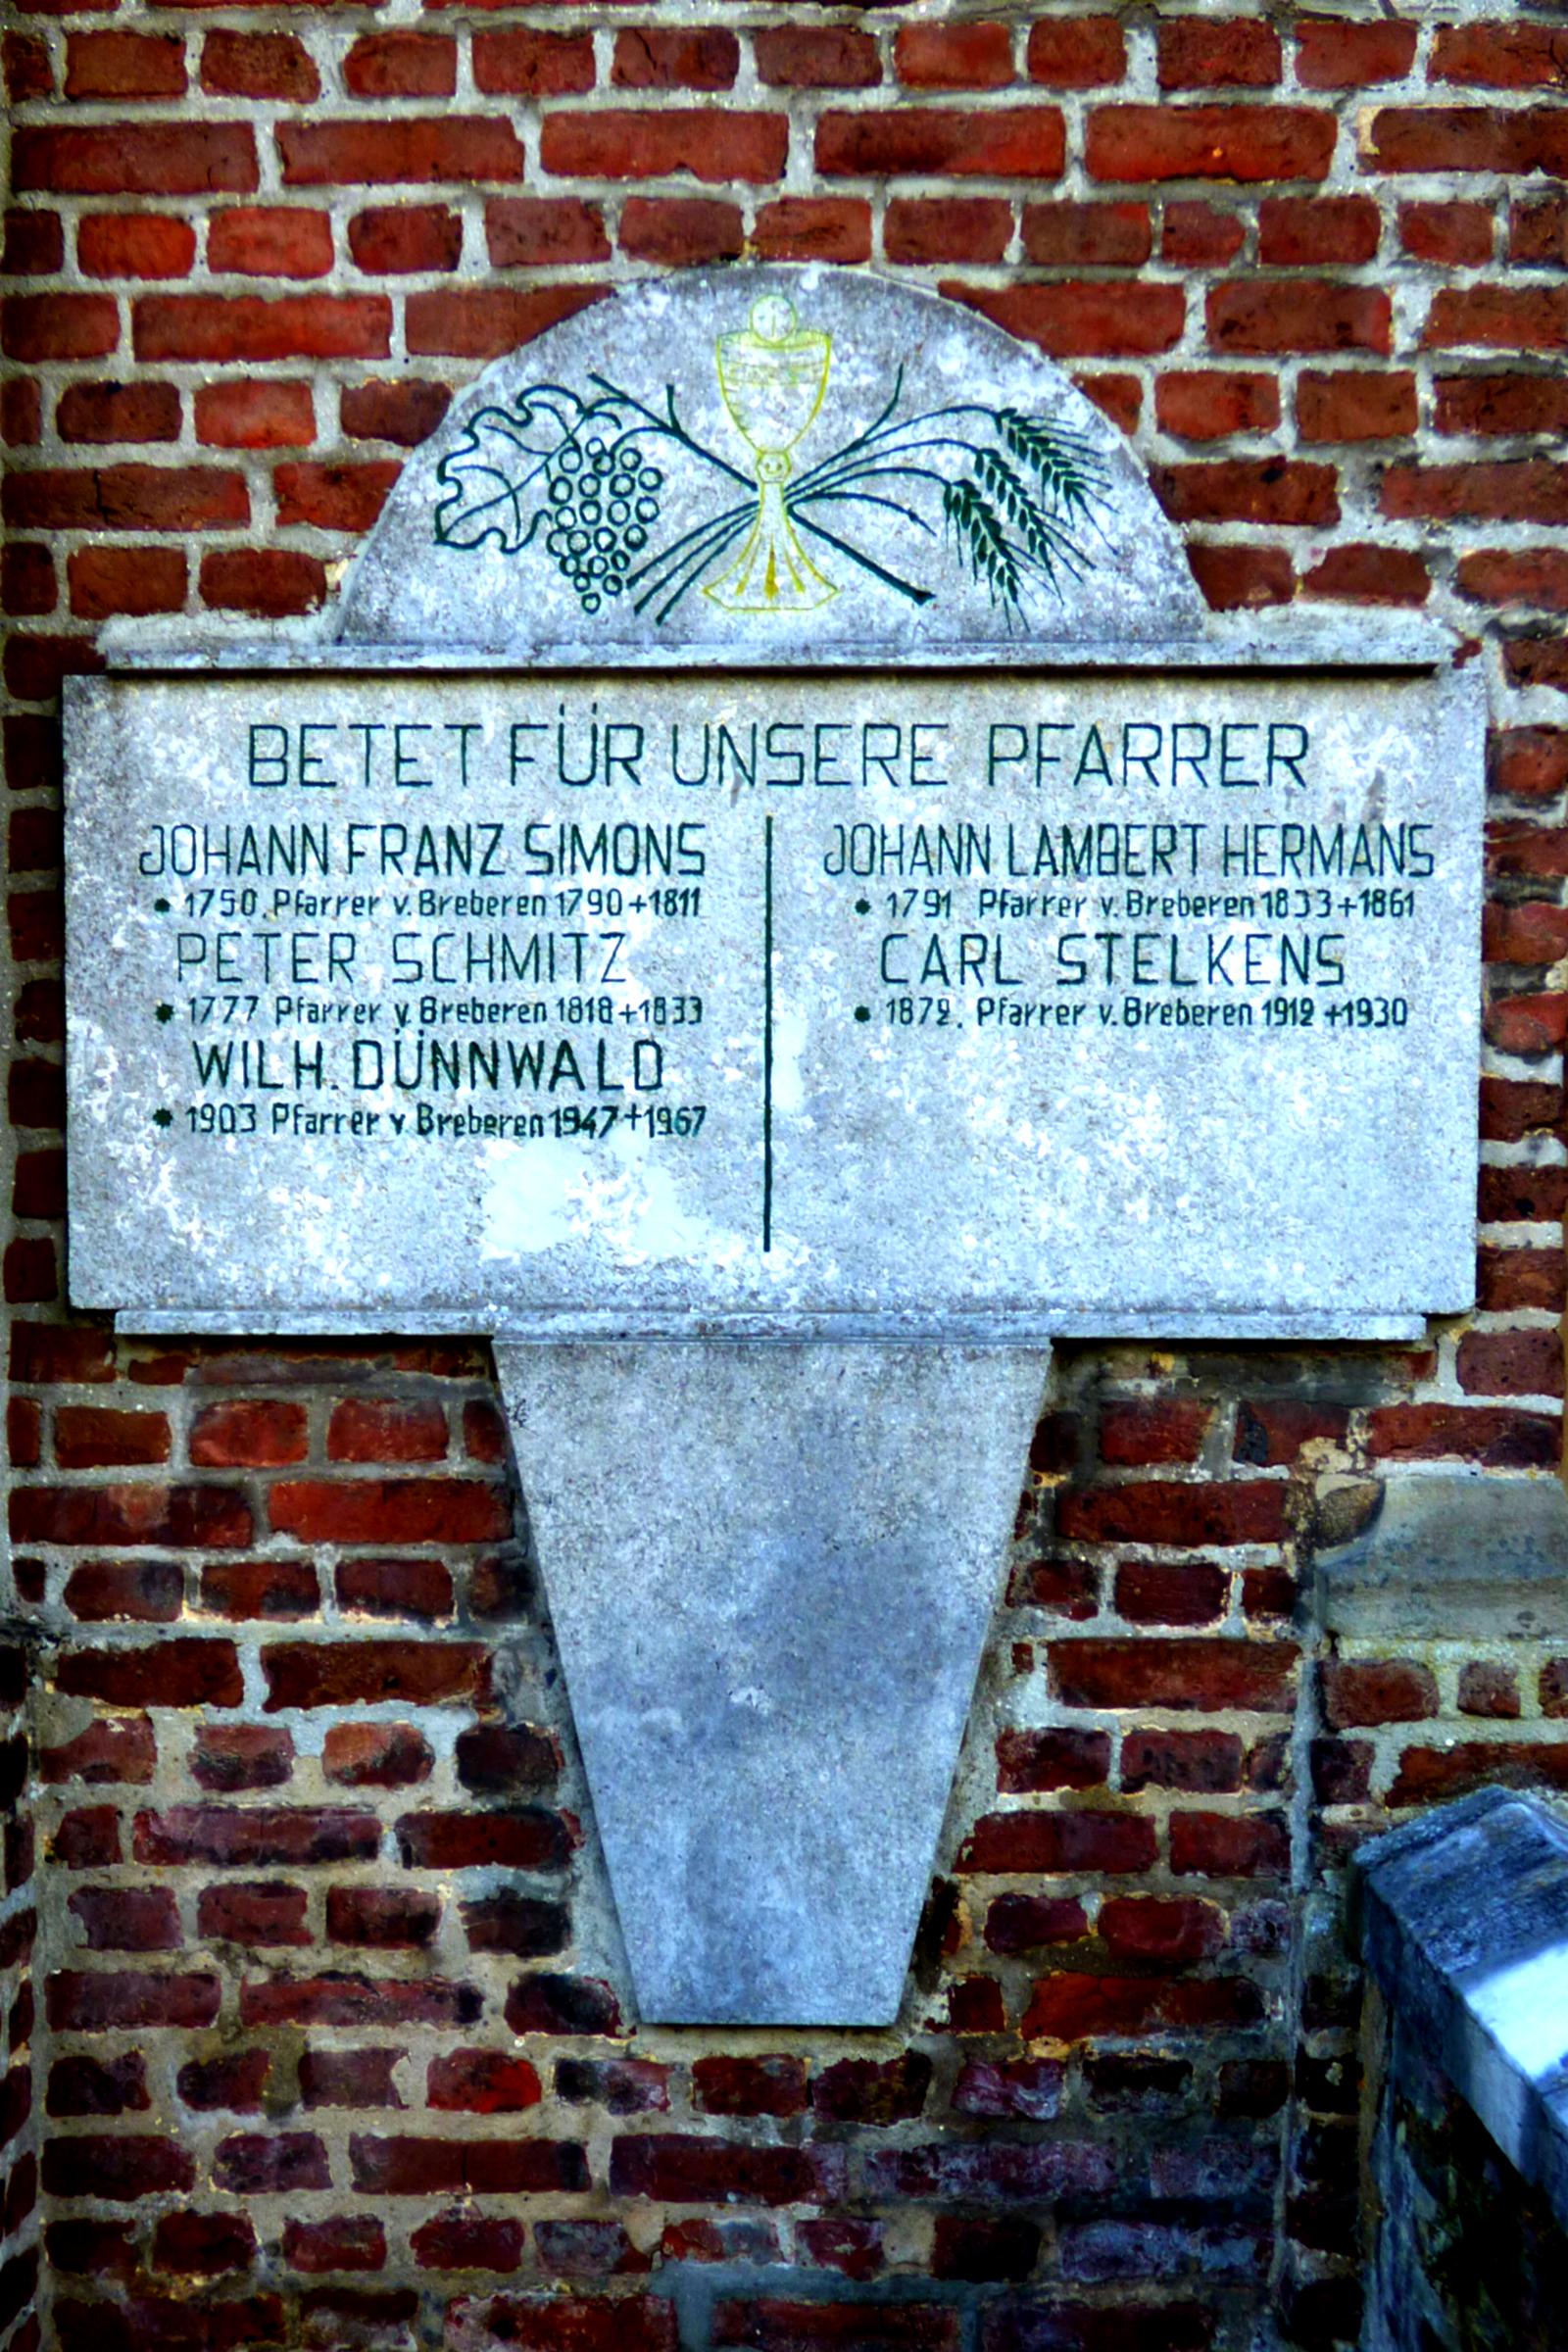 BETET FÜR UNSERE PFARRER
JOHANN FRANZ SIMONS
* 1750. Pfarrer v. Breberen 1790 + 1811
PETER SCHMITZ
* 1777 Pfarrer v. Breberen 1818 + 1833
WILH. DÜNNWALD
* 1903 Pfarrer v Breberen 1947 + 1967
JOHANN LAMBERT HERMANS
* 1791 Pfarrer v. Breberen 1833 + 1861
CARL STELKENS
* 1872. Pfarrer v. Breberen 1912 + 1930